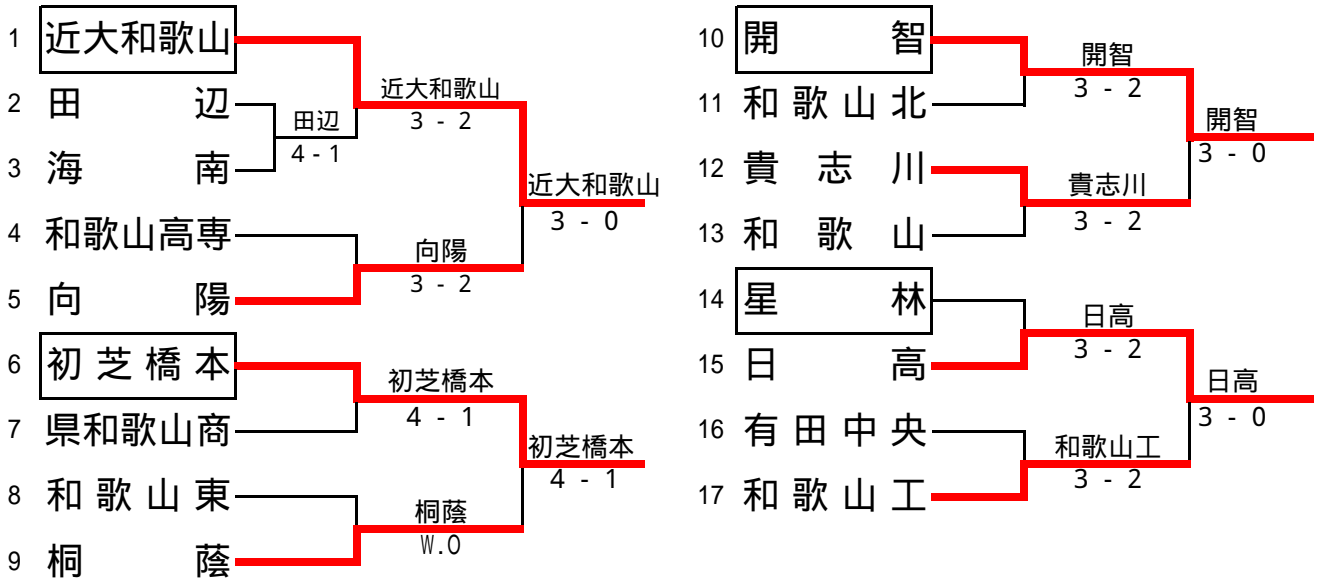 1 近大和歌山
2 田辺
3 海南
4 和歌山高専
5 向陽
6 初芝橋本
7 県和歌山商
8 和歌山東
9 桐蔭
田辺
4-1
近大和歌山
3 - 2
向陽
3 - 2
初芝橋本
4 - 1
桐蔭
W.O
近大和歌山
3 - 0
初芝橋本
4 - 1
10 開智
11 和歌山北
12 貴志川
13 和歌山
14 星林
15 日高
16 有田中央
17 和歌山工
開智
3 - 2
貴志川
3 - 2
日高
3 - 2
和歌山工
3 - 2
開智
3 - 0
日高
3 - 0